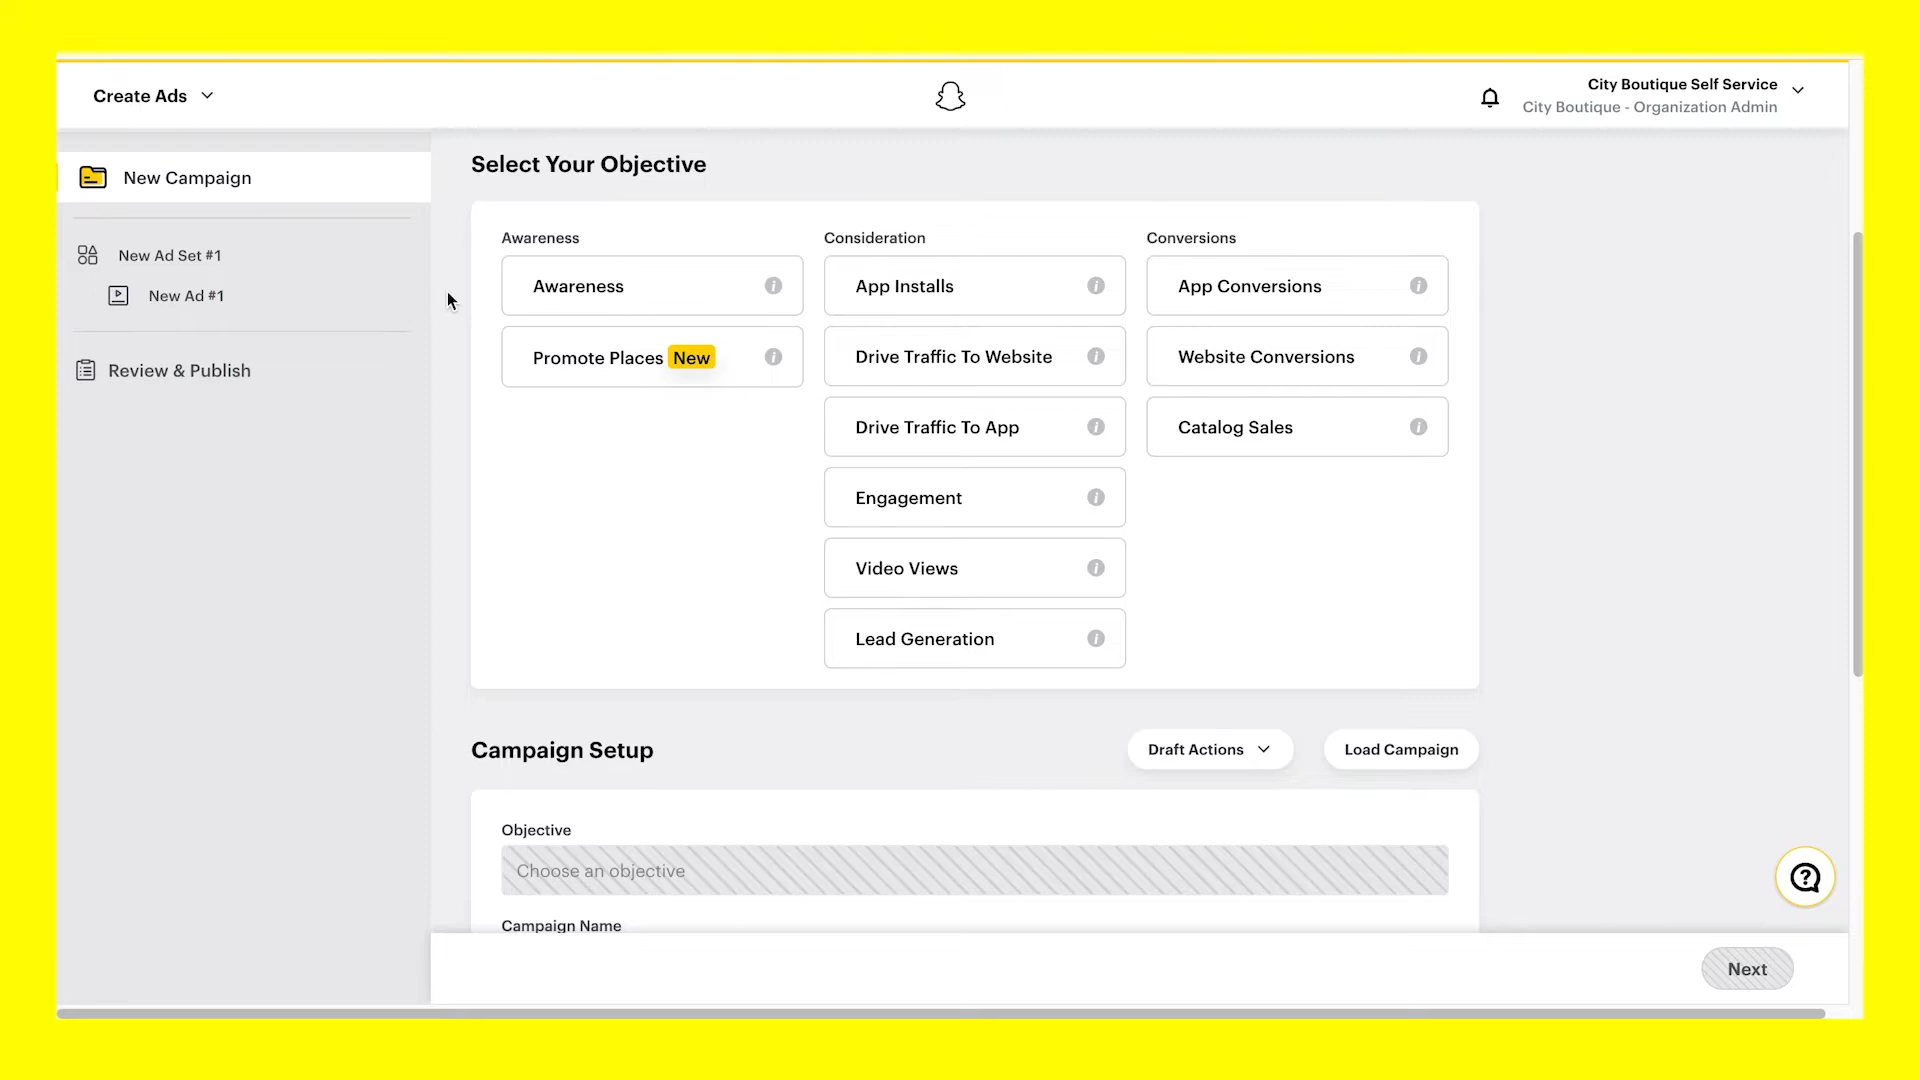 Create Ads
City Boutique Self Service
City Boutique - Organization Admin
New Campaign
New Ad Set #1
New Ad #1
Review & Publish
Select Your Objective
Awareness
Awareness
Promote Places New
Consideration
App Installs
Drive Traffic To Website
Drive Traffic To App
Engagement
Video Views
Lead Generation
Conversions
App Conversions
Website Conversions
Catalog Sales
Campaign Setup
Draft Actions
Load Campaign
Objective
Choose an objective
Campaign Name
Next